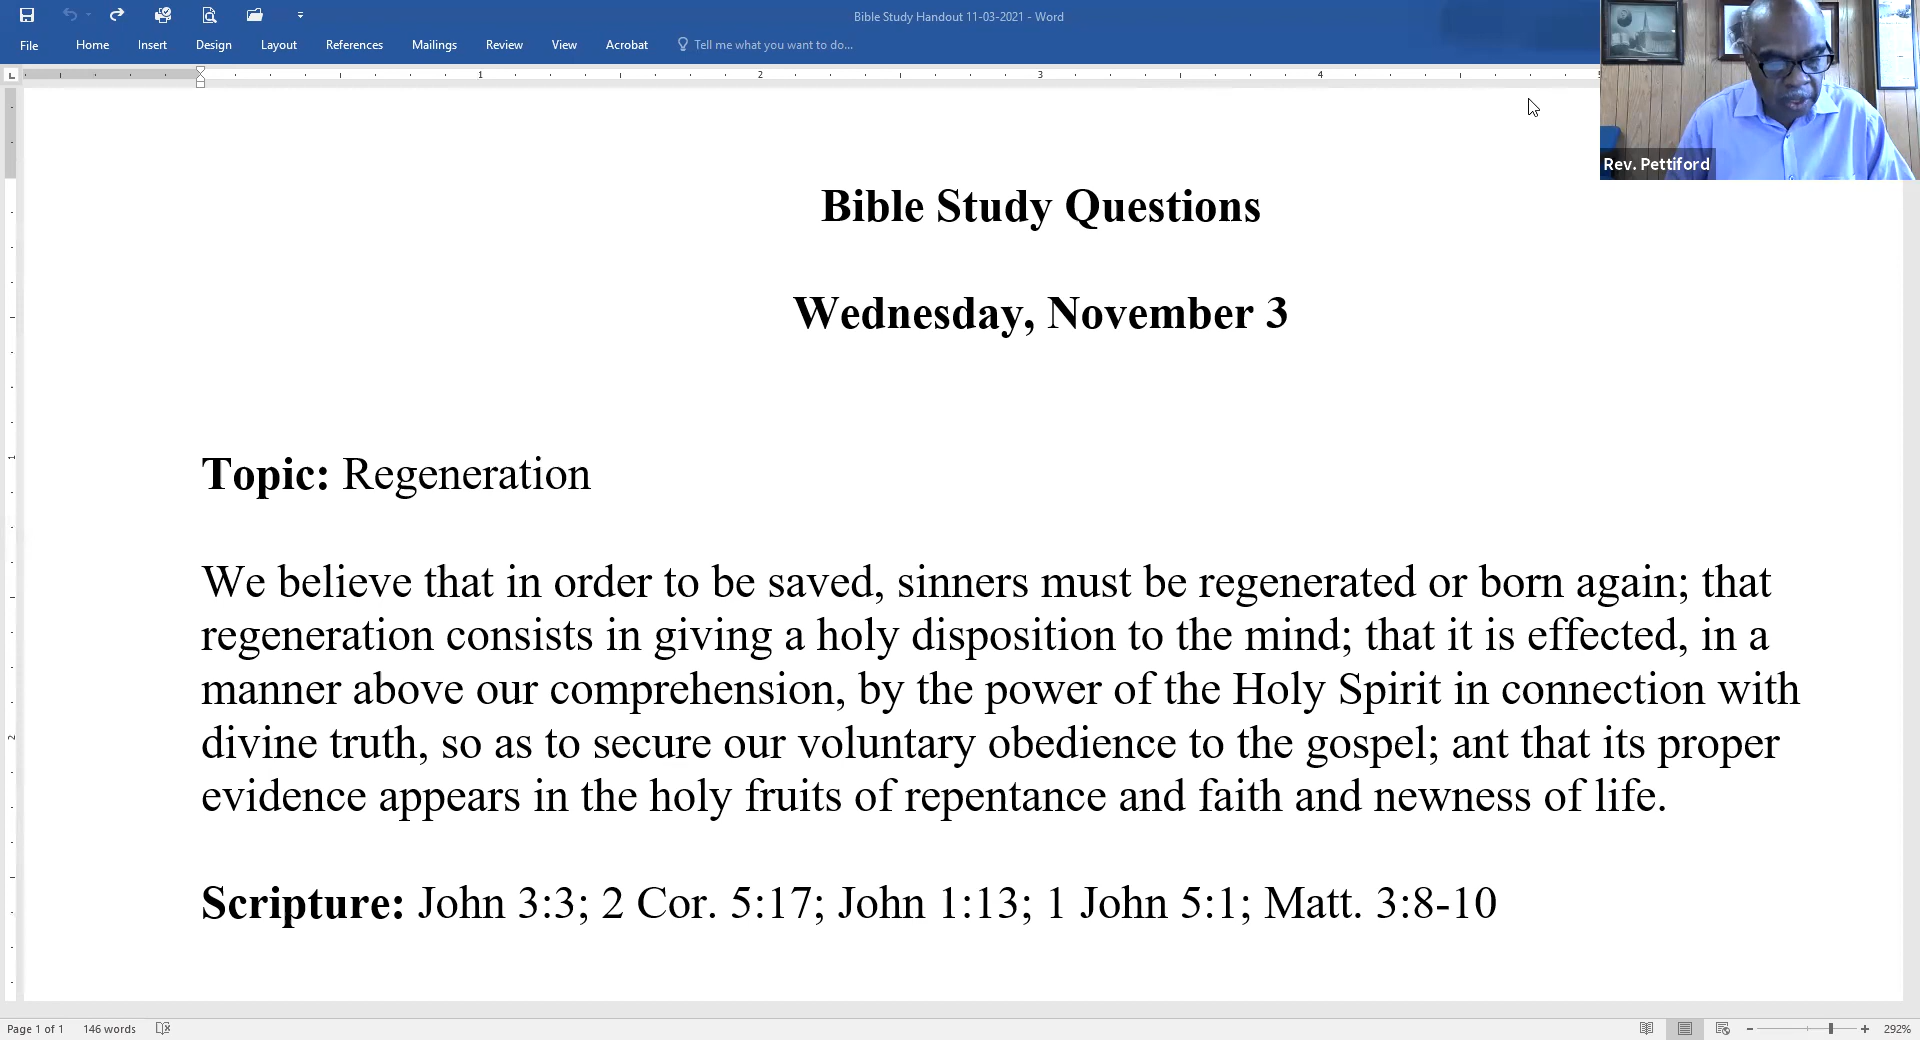 Bible Study Handout 11-03-2021 - Word
File Home Insert Design Layout References Mailings Review View Acrobat Tell me what you want to do...
1 2 3 4
Rev. Pettiford
Bible Study Questions
Wednesday, November 3
Topic: Regeneration
We believe that in order to be saved, sinners must be regenerated or born again; that
regeneration consists in giving a holy disposition to the mind; that it is effected, in a
manner above our comprehension, by the power of the Holy Spirit in connection with
divine truth, so as to secure our voluntary obedience to the gospel; ant that its proper
evidence appears in the holy fruits of repentance and faith and newness of life.
Scripture: John 3:3; 2 Cor. 5:17; John 1:13; 1 John 5:1; Matt. 3:8-10
1
2
Page 1 of 1 146 words 292%